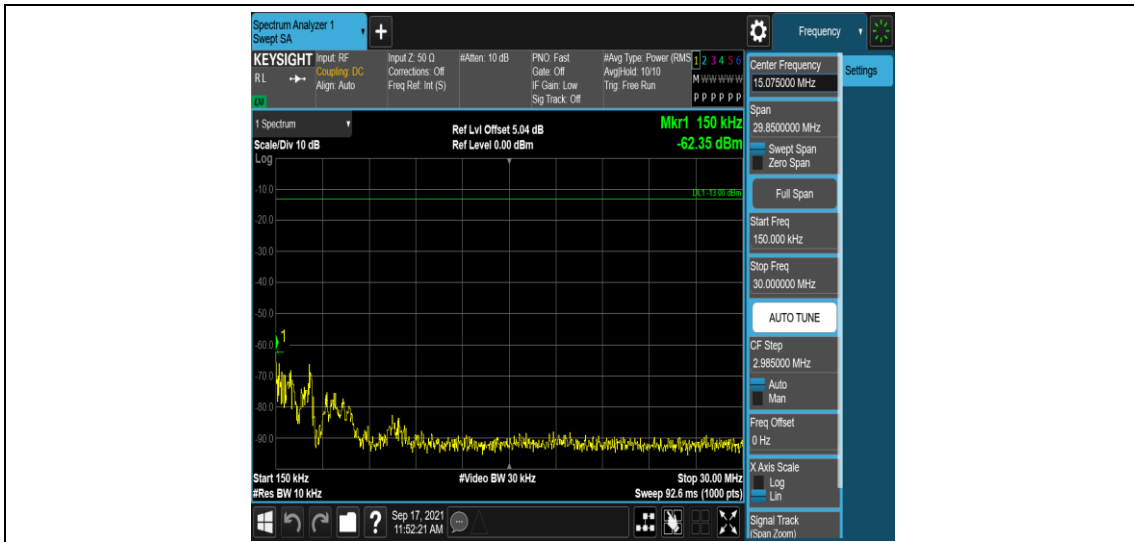 Spectrum Analyzer 1
Swept SA
Frequency
KEYSIGHT
RL
LXI
Input: RF
Coupling: DC
Align: Auto
Input Z: 50 Ω
Corrections: Off
Freq Ref: Int (S)
#Atten: 10 dB
PNO: Fast
Gate: Off
IF Gain: Low
Sig Track: Off
#Avg Type: Power (RMS
Avg|Hold: 10/10
Trig: Free Run
1 2 3 4 5 6
M W W W W W
P P P P P P
1 Spectrum
Scale/Div 10 dB
Log
Ref Lvl Offset 5.04 dB
Ref Level 0.00 dBm
Mkr1 150 kHz
-62.35 dBm
DL1 -13.00 dBm
-10.0
-20.0
-30.0
-40.0
-50.0
-60.0
-70.0
-80.0
-90.0
1
Start 150 kHz
#Res BW 10 kHz
#Video BW 30 kHz
Stop 30.00 MHz
Sweep 92.6 ms (1000 pts)
Sep 17, 2021
11:52:21 AM
Center Frequency
15.075000 MHz
Settings
Span
29.8500000 MHz
Swept Span
Zero Span
Full Span
Start Freq
150.000 kHz
Stop Freq
30.000000 MHz
AUTO TUNE
CF Step
2.985000 MHz
Auto
Man
Freq Offset
0 Hz
X Axis Scale
Log
Lin
Signal Track
(Span Zoom)